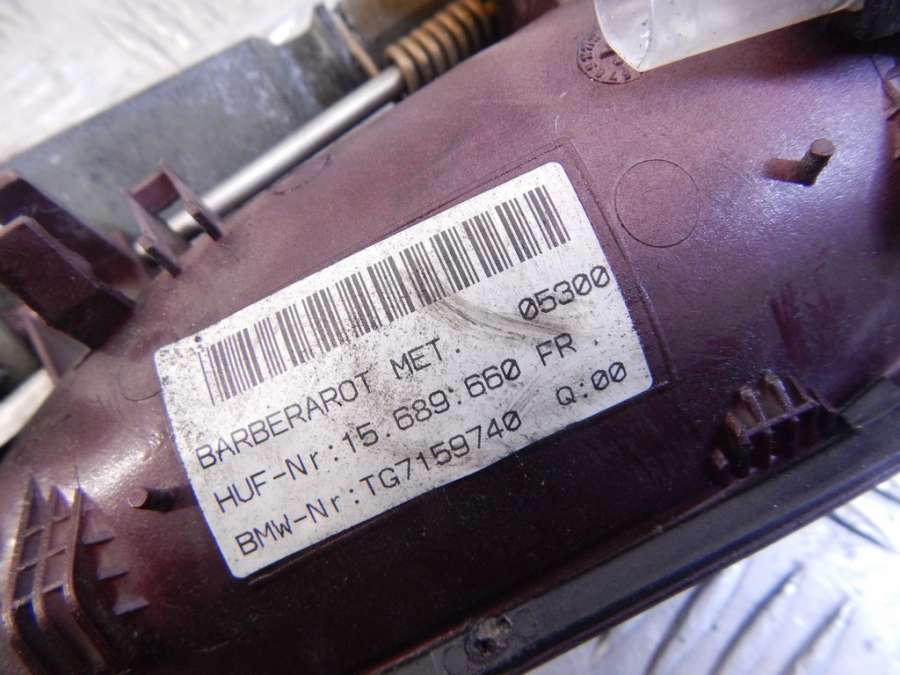 05300
BARBERAROT MET.
HUF-Nr:15.689.660 FR.
BMW-Nr:TG7159740 Q:00